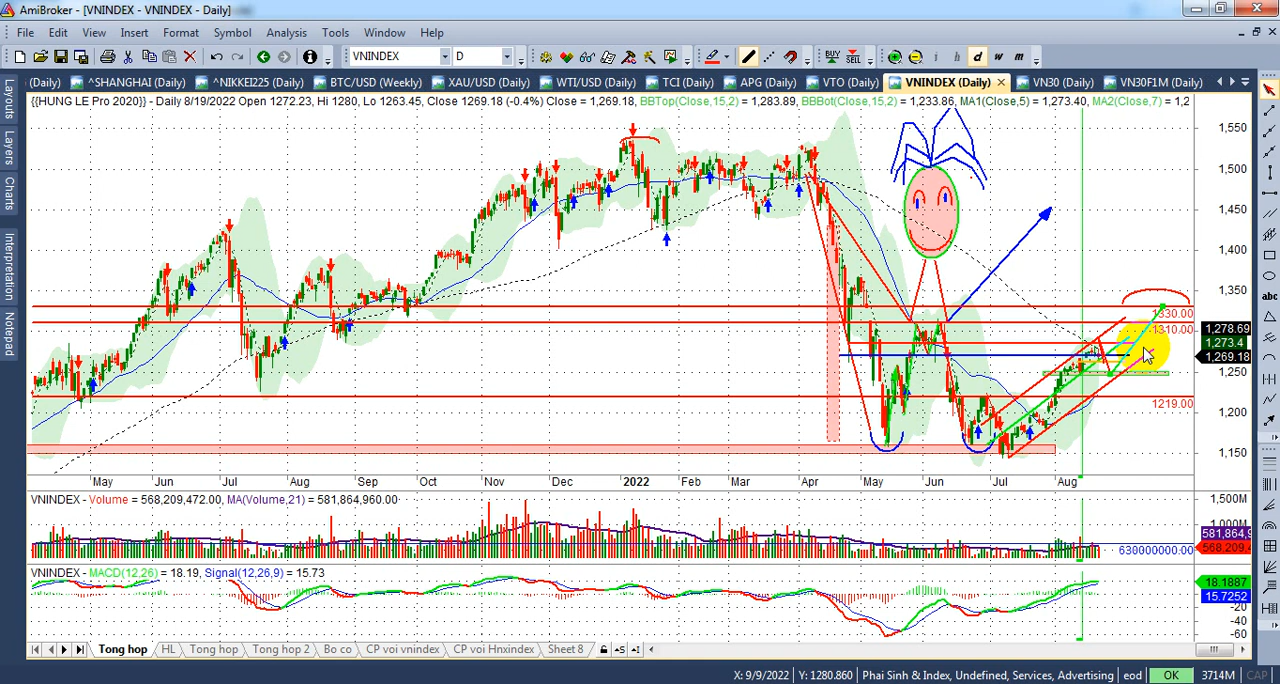 AmiBroker - [VNINDEX - VNINDEX - Daily]
File Edit View Insert Format Symbol Analysis Tools Window Help
VNINDEX D BUY SELL i h d w m
(Daily) ^SHANGHAI (Daily) ^NIKKEI225 (Daily) BTC/USD (Weekly) XAU/USD (Daily) WTI/USD (Daily) TCI (Daily) APG (Daily) VTO (Daily) VNINDEX (Daily) VN30 (Daily) VN30F1M (Daily)
{{HUNG LE Pro 2020}} - Daily 8/19/2022 Open 1272.23, Hi 1280, Lo 1263.45, Close 1269.18 (-0.4%) Close = 1,269.18, BBTop(Close,15,2) = 1,283.89, BBBot(Close,15,2) = 1,233.86, MA1(Close,5) = 1,273.40, MA2(Close,7) = 1,2
Layouts
Layers
Charts
Interpretation
Notepad
1,550
1,500
1,450
1,400
1,350
1330.00
1310.00
1,278.69
1,273.4
1,269.18
1,250
1219.00
1,200
1,150
abc
May Jun Jul Aug Sep Oct Nov Dec 2022 Feb Mar Apr May Jun Jul Aug
VNINDEX - Volume = 568,209,472.00, MA(Volume,21) = 581,864,960.00
1,500M
1,000M
581,864,9
568,209,4
630000000.00
VNINDEX - MACD(12,26) = 18.19, Signal(12,26,9) = 15.73
18.1887
15.7252
-20
-40
-60
Tong hop HL Tong hop Tong hop 2 Bo co CP voi vnindex CP voi Hnxindex Sheet 8
X: 9/9/2022 Y: 1280.860 Phai Sinh & Index, Undefined, Services, Advertising eod OK 3714M CAP